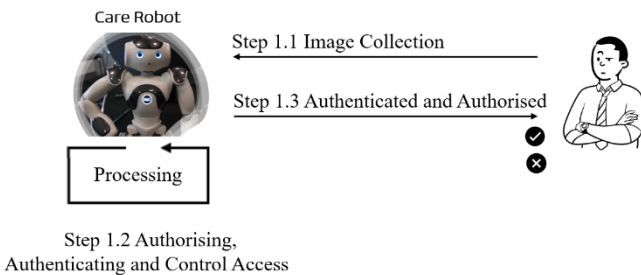 Care Robot
Step 1.1 Image Collection
Step 1.3 Authenticated and Authorised
Processing
Step 1.2 Authorising,
Authenticating and Control Access